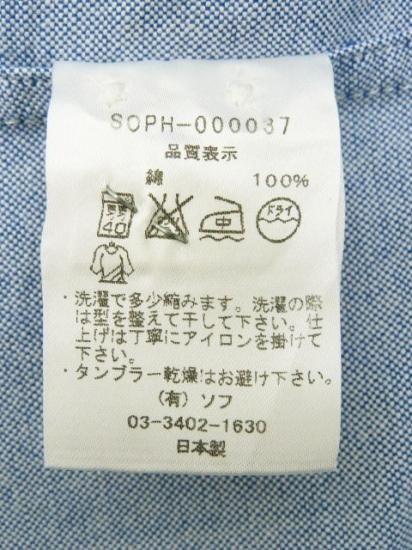 SOPH-000037
品質表示
綿 100%
40
ドライ
・洗濯で多少縮みます。洗濯の際
は型を整えて干して下さい。仕
上げは丁寧にアイロンを掛けて
下さい。
・タンブラー乾燥はお避け下さい。
(有)ソフ
03-3402-1630
日本製